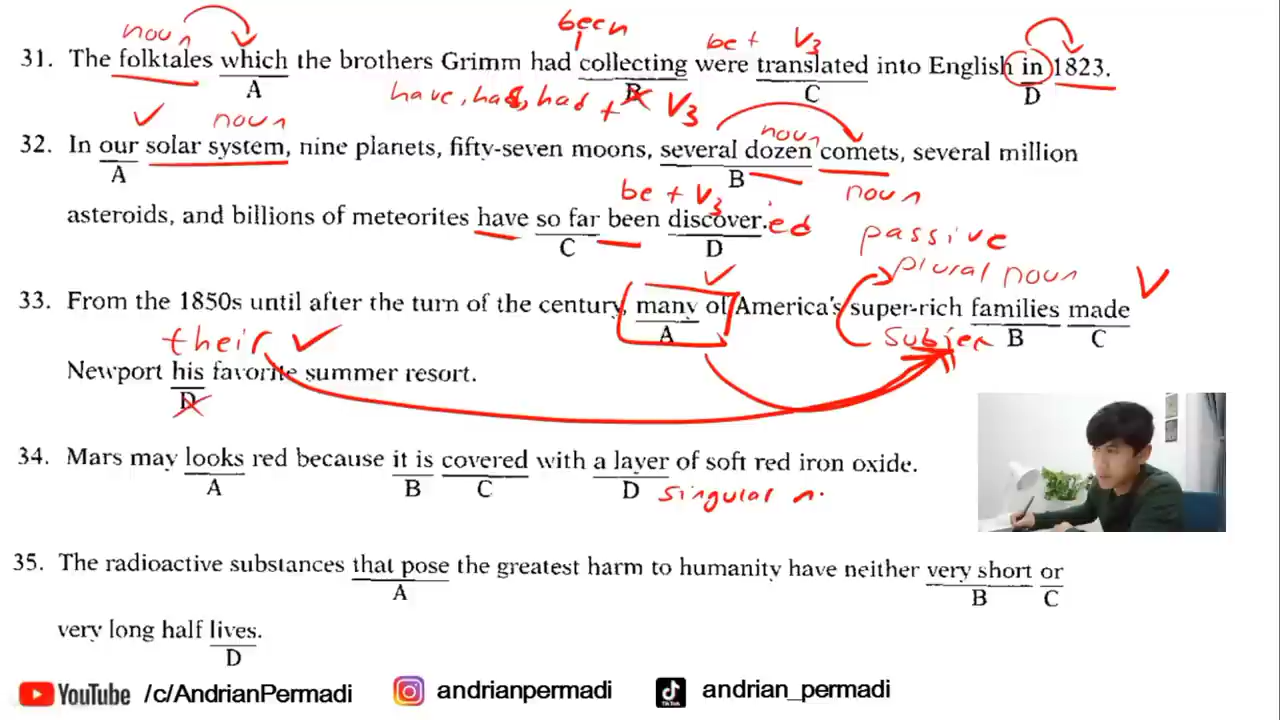 been
noun
be + V3
31. The folktales which the brothers Grimm had collecting were translated into English in 1823.
A B C D
have, has, had + V3
noun noun
32. In our solar system, nine planets, fifty-seven moons, several dozen comets, several million
A B
be + V3 noun
asteroids, and billions of meteorites have so far been discover. ed
C D
passive
plural noun
33. From the 1850s until after the turn of the century, many of America's super-rich families made
A B C
their subjek
Newport his favorite summer resort.
D
34. Mars may looks red because it is covered with a layer of soft red iron oxide.
A B C D
singular n.
35. The radioactive substances that pose the greatest harm to humanity have neither very short or
A B C
very long half lives.
D
YouTube /c/AndrianPermadi andrianpermadi andrian_permadi